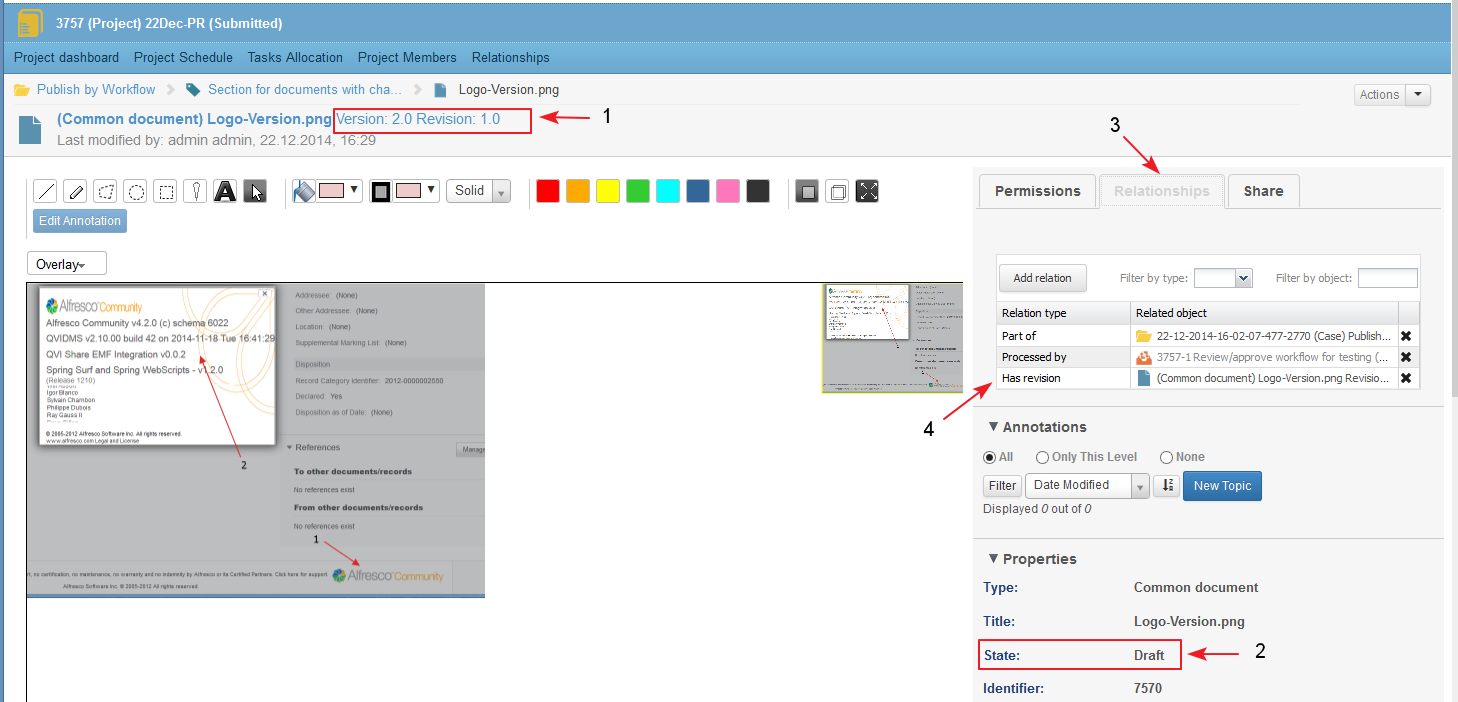 3757 (Project) 22Dec-PR (Submitted)
Project dashboard Project Schedule Tasks Allocation Project Members Relationships
Publish by Workflow Section for documents with cha... Logo-Version.png
Actions
(Common document) Logo-Version.png Version: 2.0 Revision: 1.0
1
Last modified by: admin admin, 22.12.2014, 16:29
3
A Solid
Edit Annotation
Overlay
Alfresco Community
Alfresco Community v4.2.0 (c) schema 6022
QVIDMS v2.10.00 build 42 on 2014-11-18 Tue 16:41:29
QVI Share EMF Integration v0.0.2
Spring Surf and Spring WebScripts - v1.2.0
(Release 1210)
Igor Blanco
Sylvain Chambon
Philippe Dubois
Ray Gauss II
© 2005-2012 Alfresco Software Inc. All rights reserved.
www.alfresco.com Legal and License
2
Addressee: (None)
Other Addressee: (None)
Location: (None)
Supplemental Marking List: (None)
Disposition
Record Category Identifier: 2012-0000002550
Declared: Yes
Disposition as of Date: (None)
References
Manage
To other documents/records
No references exist
From other documents/records
No references exist
1
rt, no certification, no maintenance, no warranty and no indemnity by Alfresco or its Certified Partners. Click here for support.
Alfresco Software Inc. © 2005-2012 All rights reserved.
Alfresco Community
Permissions Relationships Share
Add relation Filter by type: Filter by object:
Relation type Related object
Part of 22-12-2014-16-02-07-477-2770 (Case) Publish...
Processed by 3757-1 Review/approve workflow for testing (...
Has revision (Common document) Logo-Version.png Revisio...
4
Annotations
All Only This Level None
Filter Date Modified New Topic
Displayed 0 out of 0
Properties
Type: Common document
Title: Logo-Version.png
State: Draft
2
Identifier: 7570